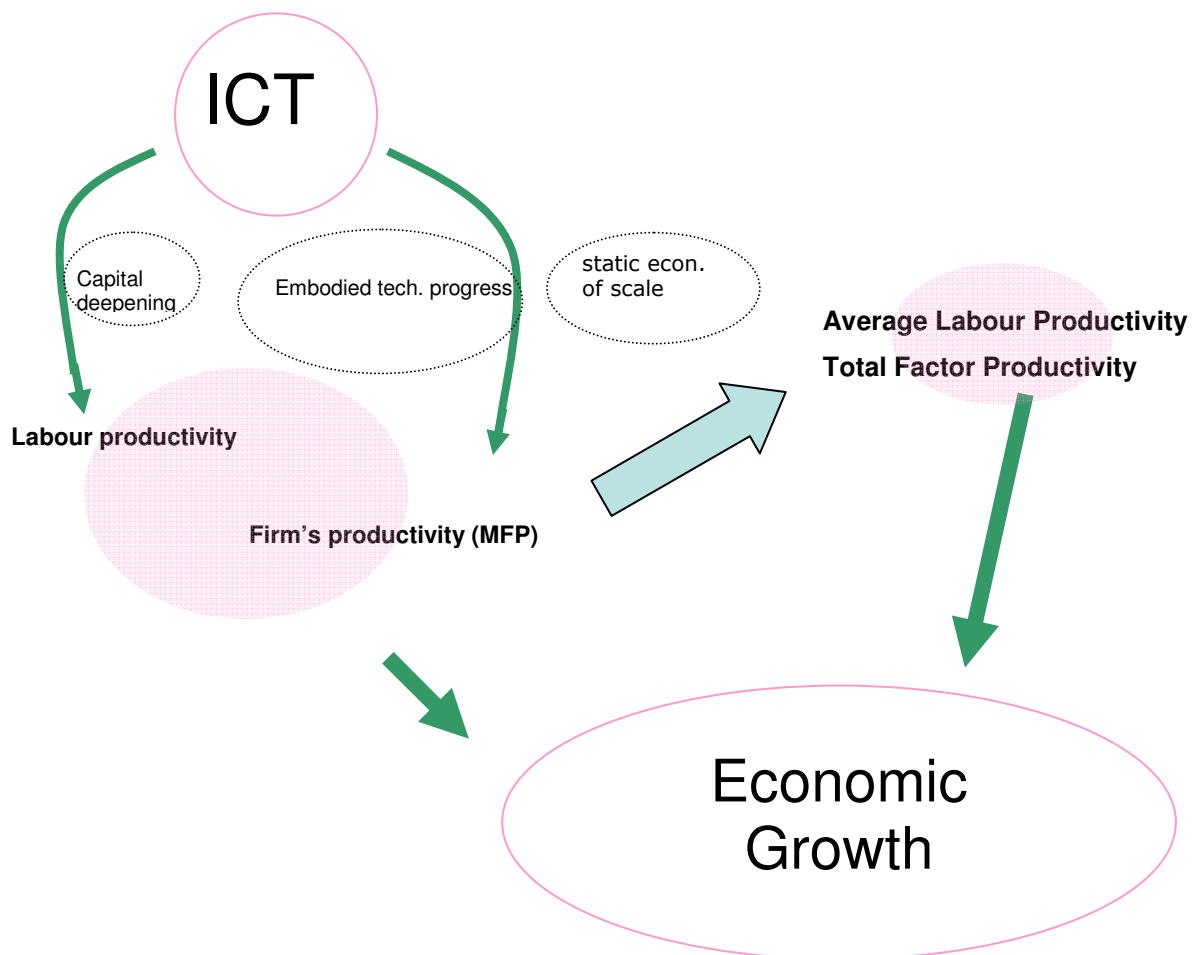 ICT
Capital
deepening
Embodied tech. progress
static econ.
of scale
Average Labour Productivity
Total Factor Productivity
Labour productivity
Firm's productivity (MFP)
Economic
Growth